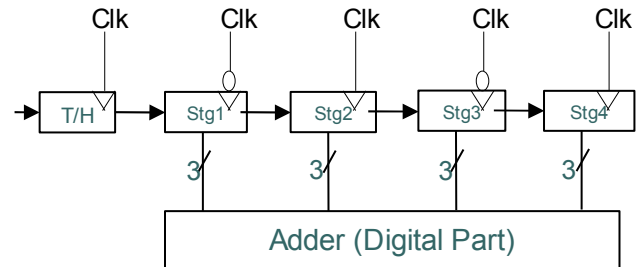 Clk Clk Clk Clk Clk
T/H Stg1 Stg2 Stg3 Stg4
3 3 3 3
Adder (Digital Part)